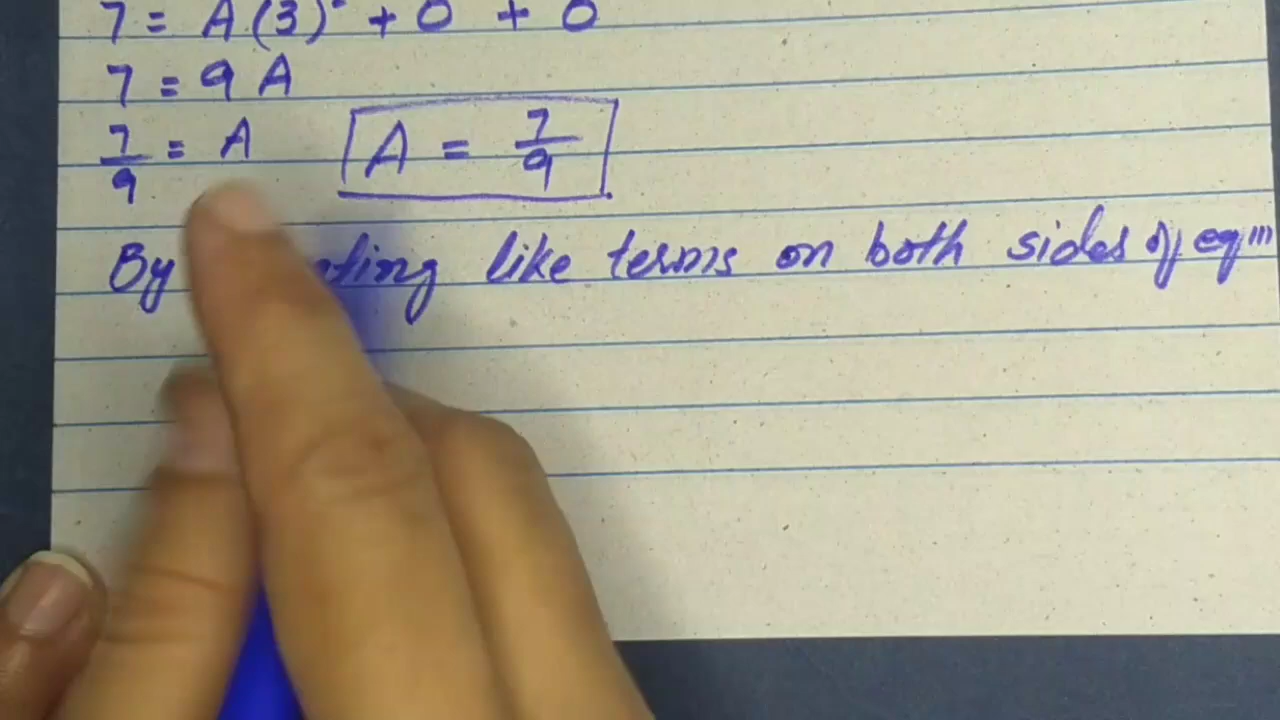 7 = A(3)² + 0 + 0
7 = 9 A
7/9 = A   A = 7/9
By like terms on both sides of eqn